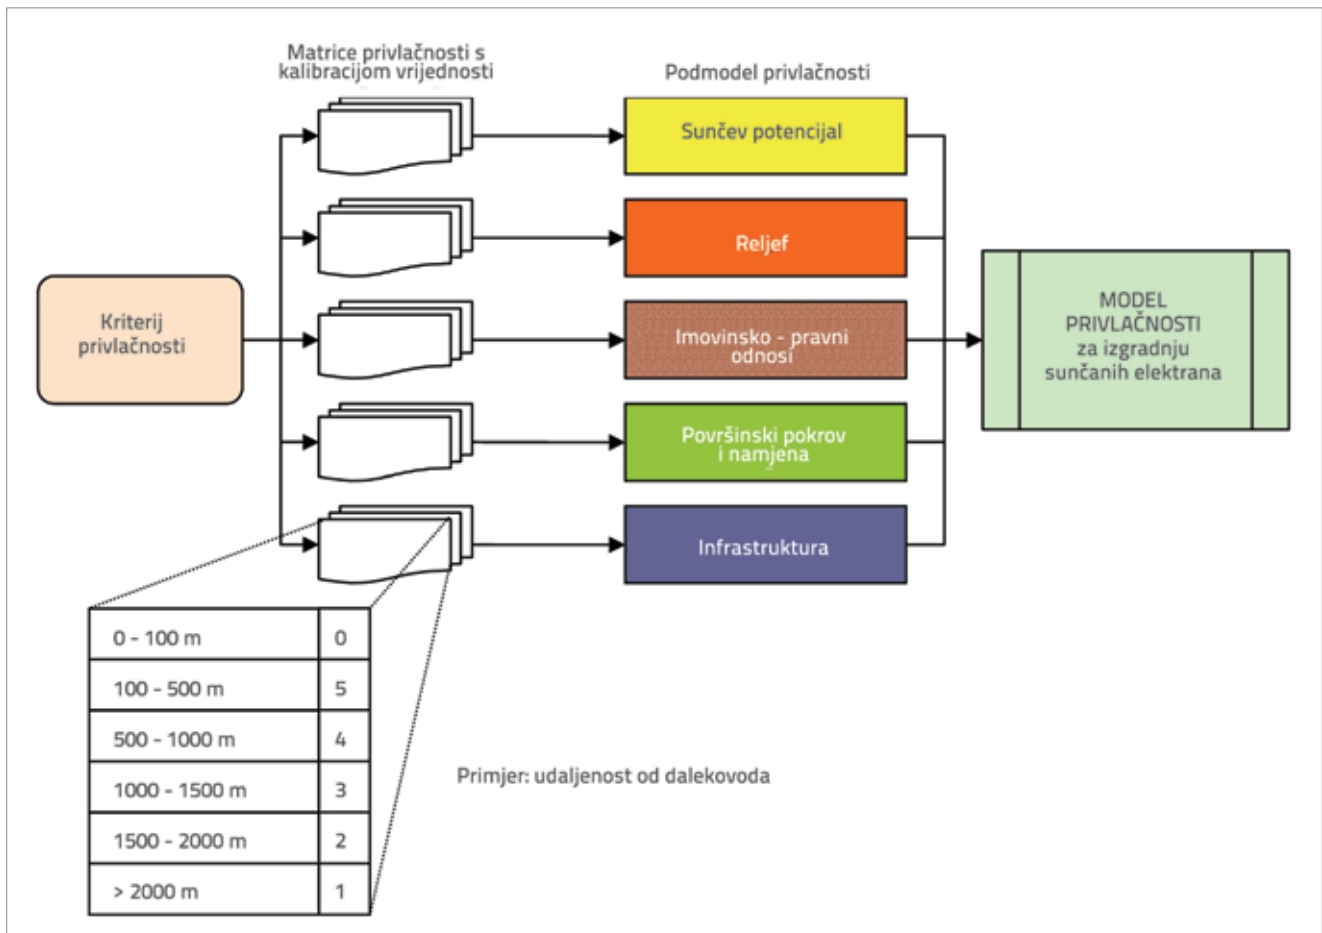 Matrice privlačnosti s
kalibracijom vrijednosti
Podmodel privlačnosti
Sunčev potencijal
Reljef
Kriterij
privlačnosti
Imovinsko - pravni
odnosi
MODEL
PRIVLAČNOSTI
za izgradnju
sunčanih elektrana
Površinski pokrov
i namjena
Infrastruktura
0 - 100 m 0
100 - 500 m 5
500 - 1000 m 4
1000 - 1500 m 3
1500 - 2000 m 2
> 2000 m 1
Primjer: udaljenost od dalekovoda